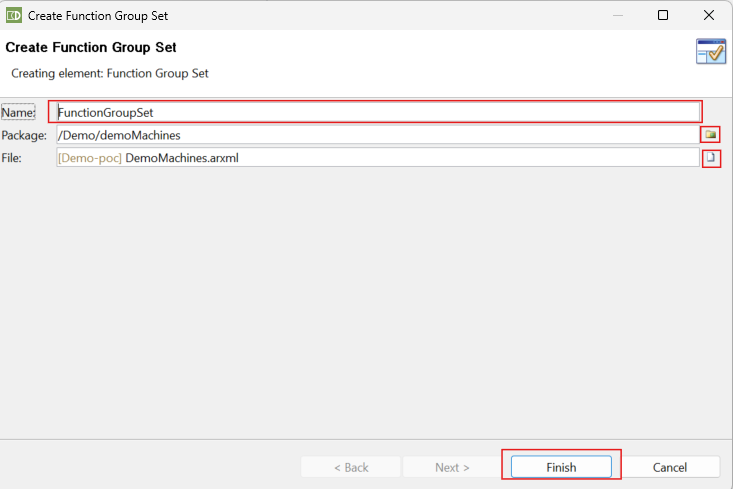 Create Function Group Set
Create Function Group Set
Creating element: Function Group Set
Name: FunctionGroupSet
Package: /Demo/demoMachines
File: [Demo-poc] DemoMachines.arxml
< Back Next > Finish Cancel